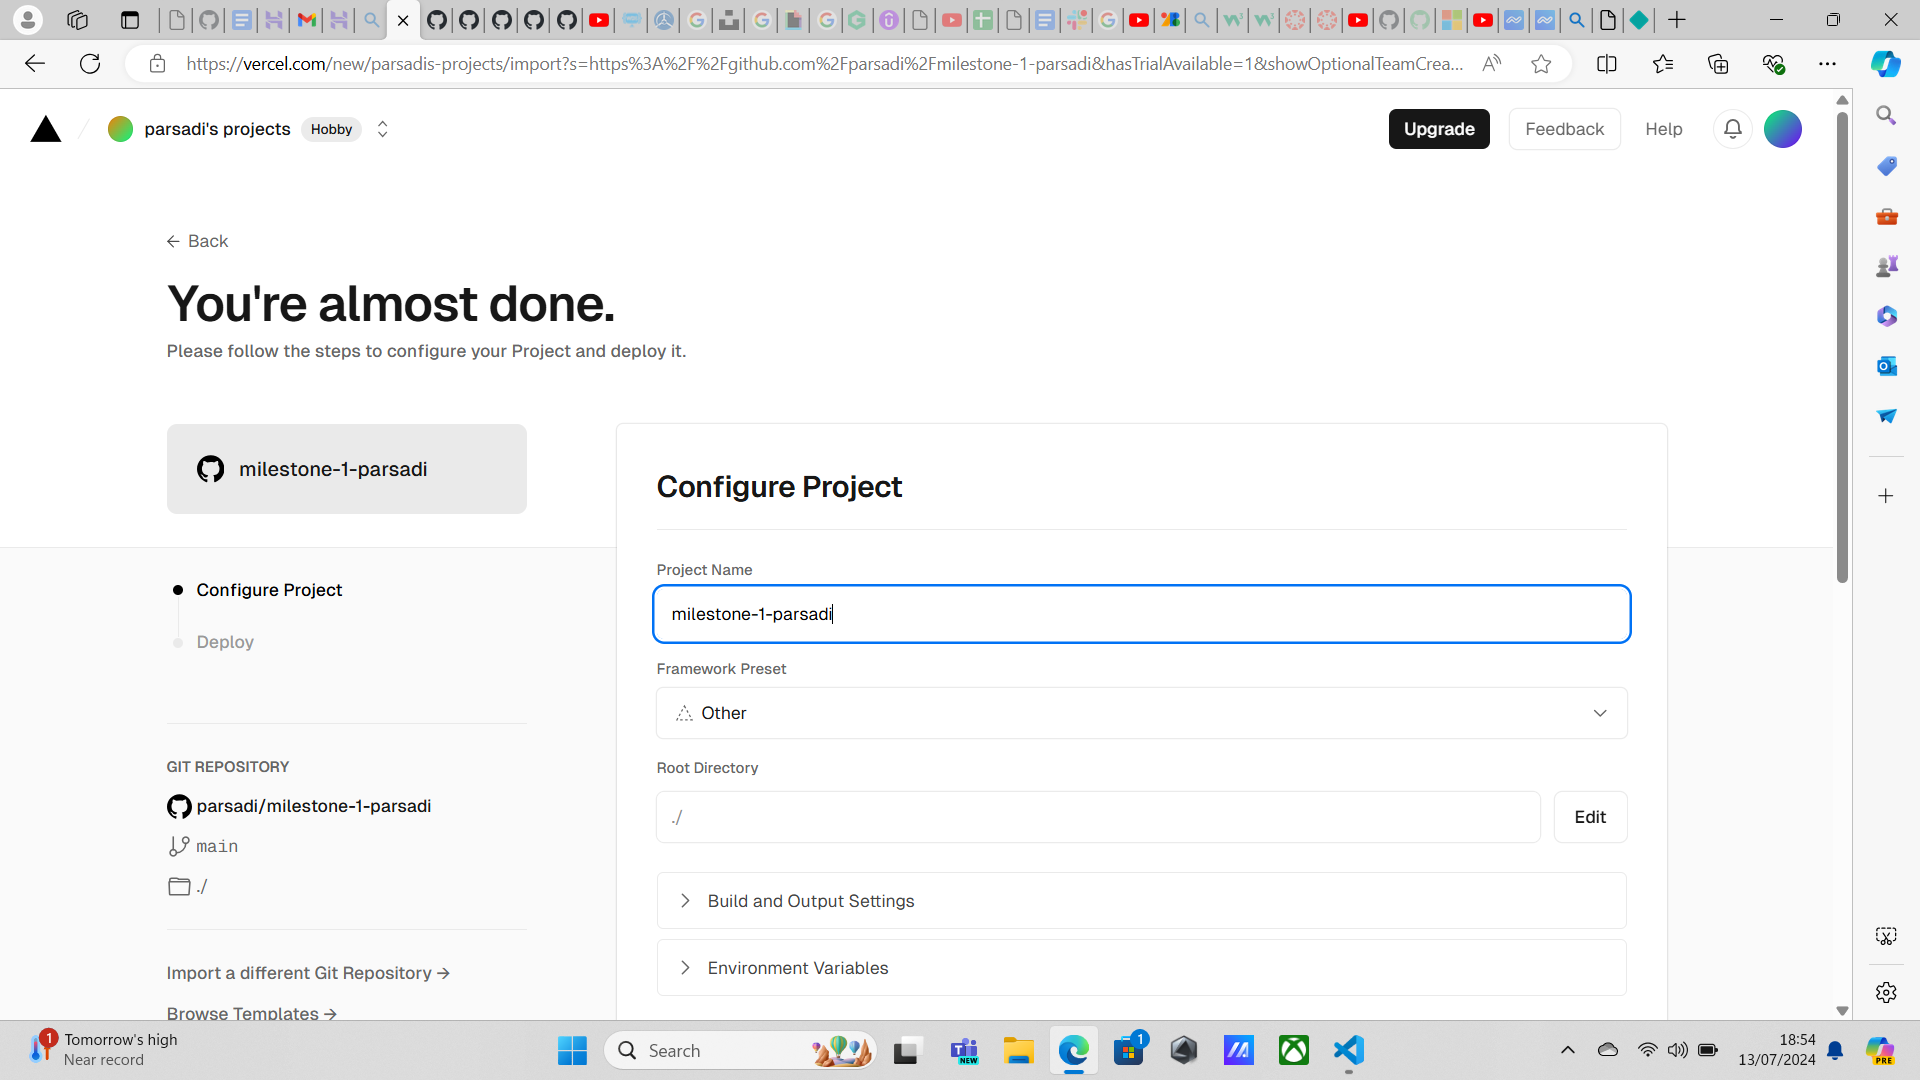 https://vercel.com/new/parsadis-projects/import?s=https%3A%2F%2Fgithub.com%2Fparsadi%2Fmilestone-1-parsadi&hasTrialAvailable=1&showOptionalTeamCrea...
parsadi's projects Hobby
Upgrade Feedback Help
← Back
You're almost done.
Please follow the steps to configure your Project and deploy it.
milestone-1-parsadi
Configure Project
Deploy
GIT REPOSITORY
parsadi/milestone-1-parsadi
main
./
Import a different Git Repository →
Browse Templates →
Configure Project
Project Name
milestone-1-parsadi
Framework Preset
Other
Root Directory
./
Edit
Build and Output Settings
Environment Variables
1
Tomorrow's high
Near record
Search
NEW
1
18:54
13/07/2024
PRE